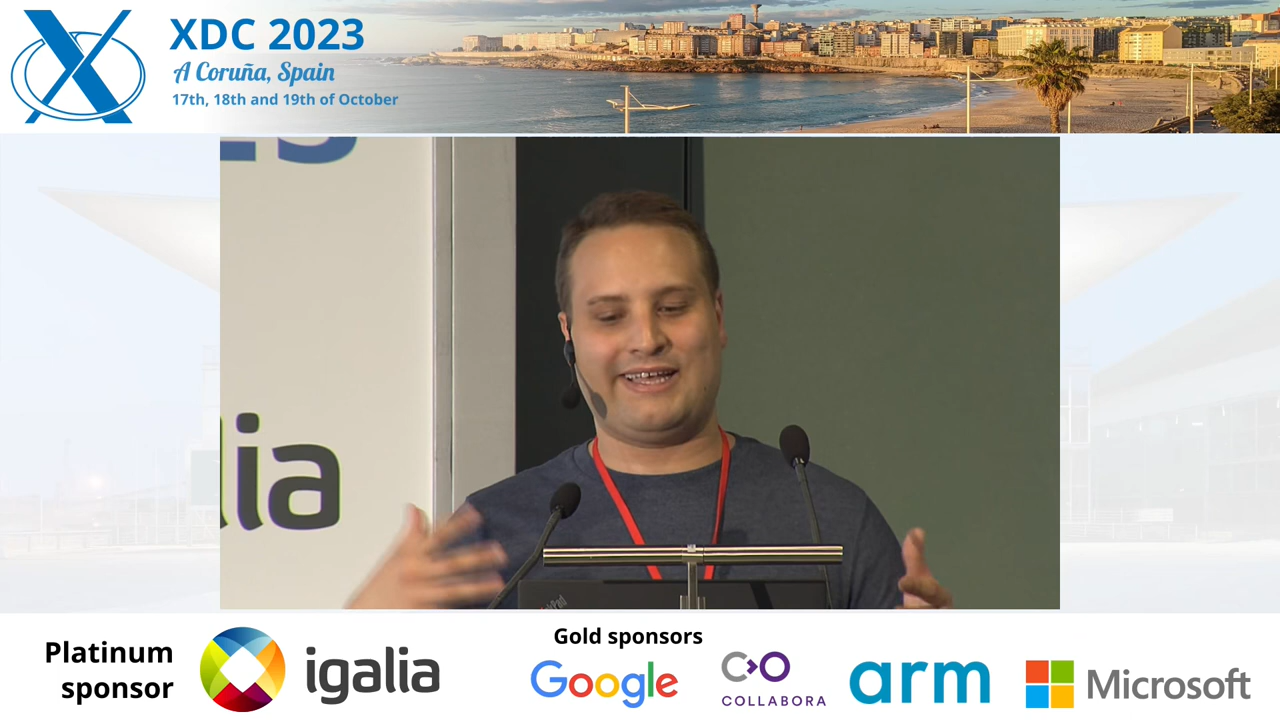 XDC 2023
A Coruña, Spain
17th, 18th and 19th of October
lia
Platinum
sponsor
igalia
Gold sponsors
Google
COLLABORA
arm
Microsoft